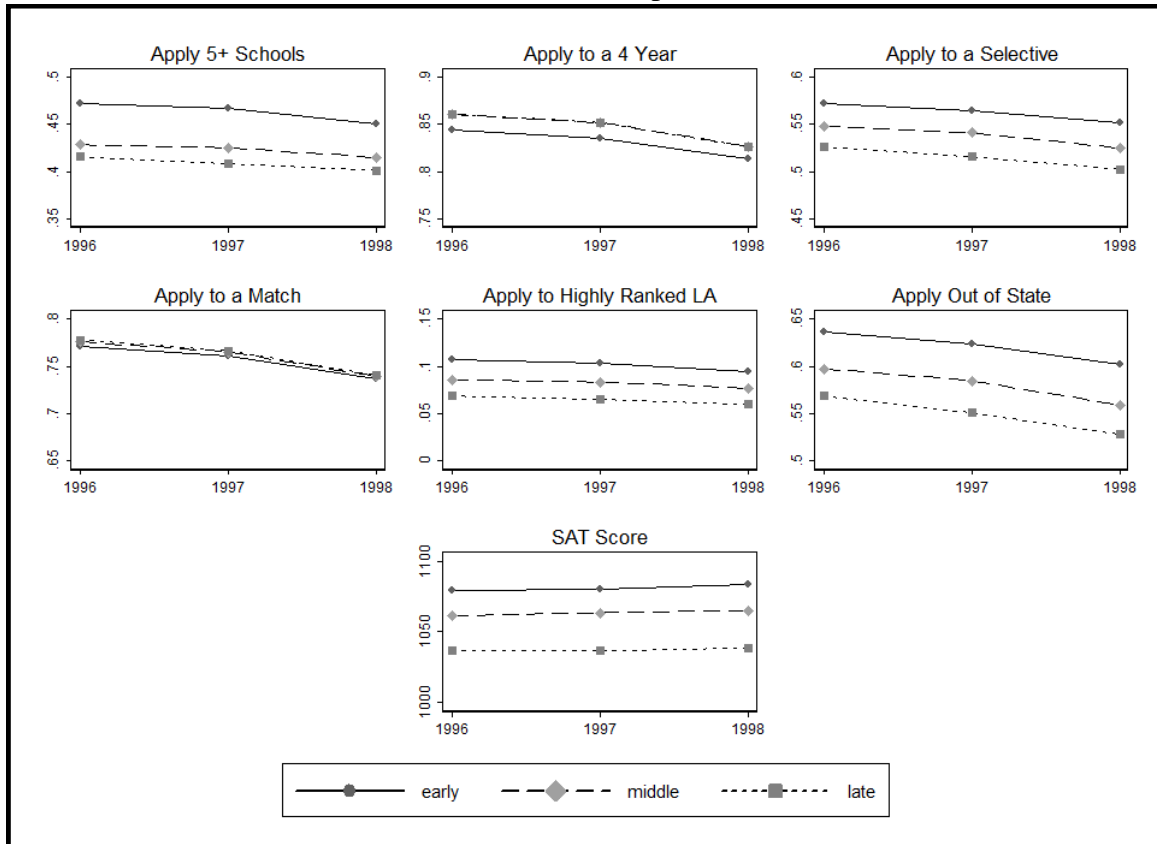 Apply 5+ Schools
.5
.45
.4
.35
1996 1997 1998
Apply to a 4 Year
.9
.85
.8
.75
1996 1997 1998
Apply to a Selective
.6
.55
.5
.45
1996 1997 1998
Apply to a Match
.8
.75
.7
.65
1996 1997 1998
Apply to Highly Ranked LA
.15
.1
.05
0
1996 1997 1998
Apply Out of State
.65
.6
.55
.5
1996 1997 1998
SAT Score
1100
1050
1000
1996 1997 1998
early middle late